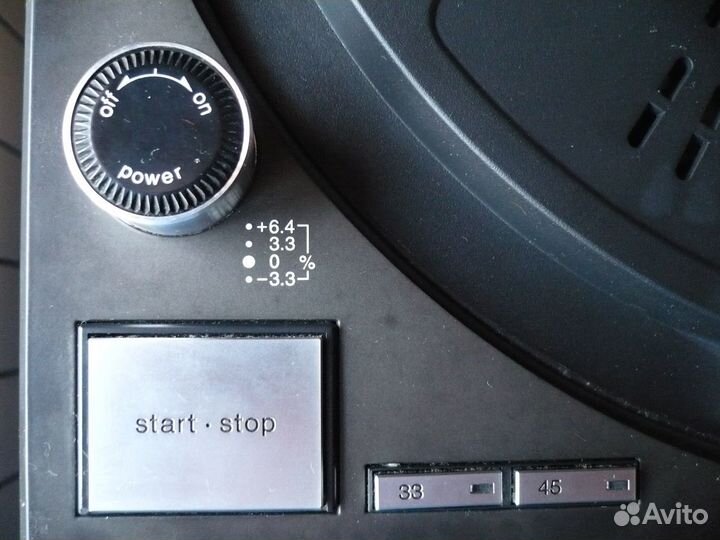 off on
power
+6.4
3.3
0 %
−3.3
start · stop
33 45
Avito